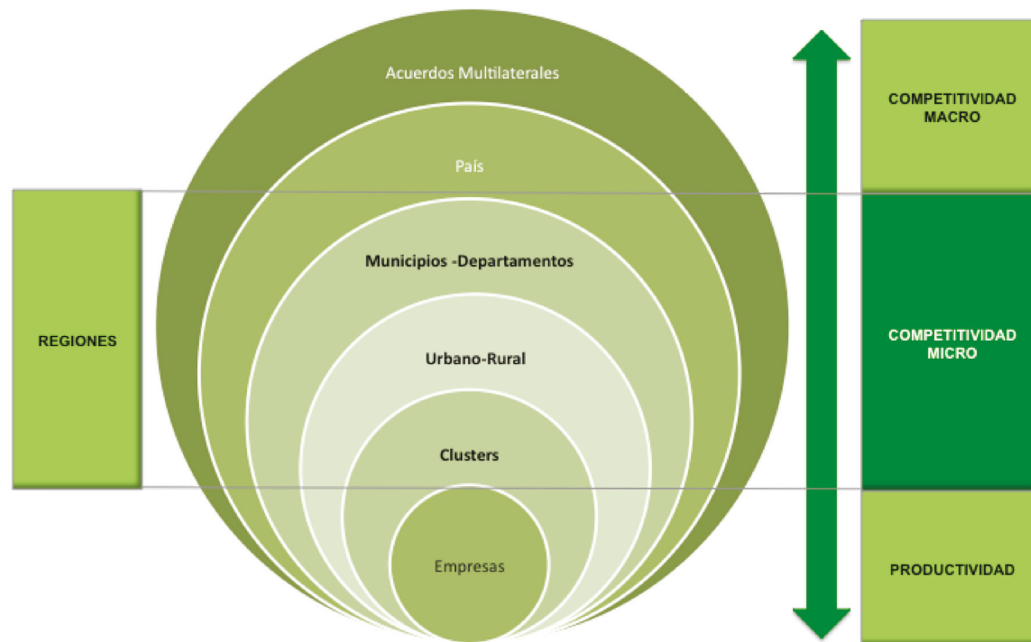 Acuerdos Multilaterales
COMPETITIVIDAD
MACRO
País
Municipios -Departamentos
REGIONES
Urbano-Rural
COMPETITIVIDAD
MICRO
Clusters
Empresas
PRODUCTIVIDAD